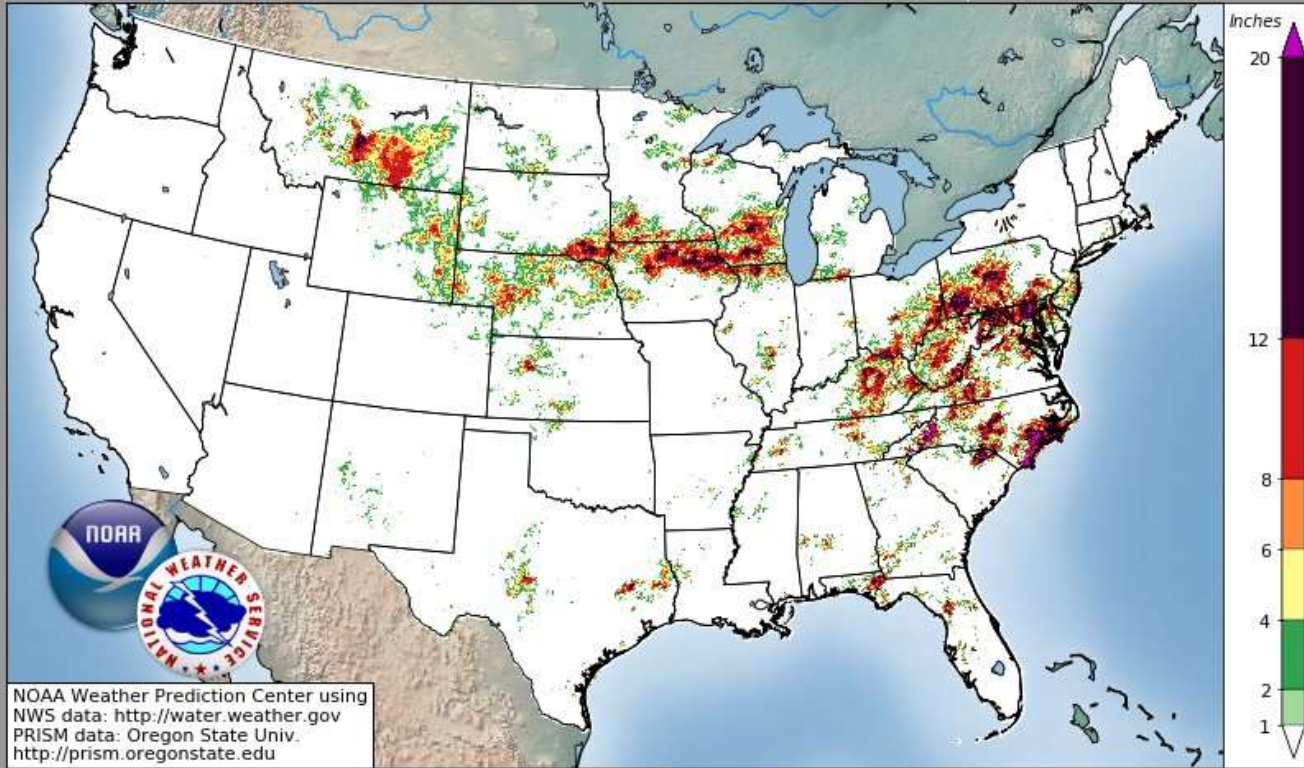 Inches
20
12
8
6
4
2
1
NOAA
NATIONAL WEATHER SERVICE
NOAA Weather Prediction Center using
NWS data: http://water.weather.gov
PRISM data: Oregon State Univ.
http://prism.oregonstate.edu